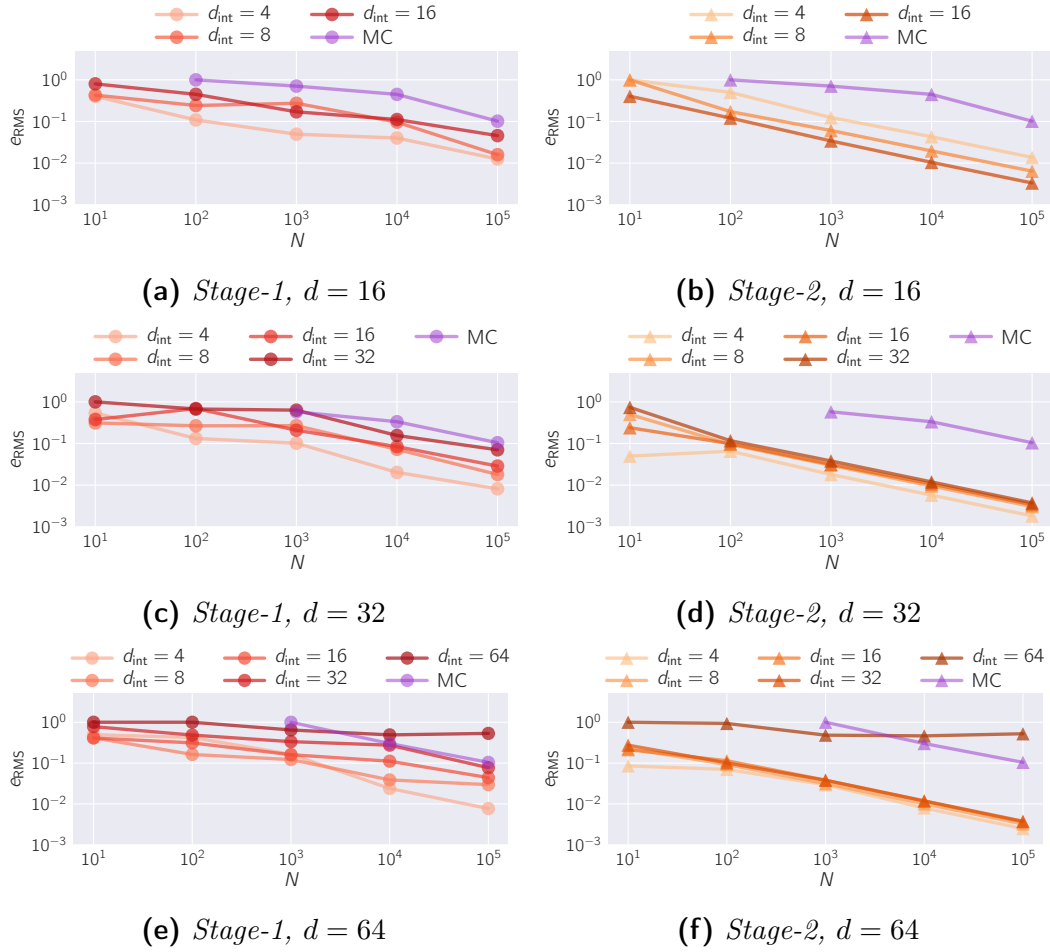 d_int = 4 d_int = 16 d_int = 4 d_int = 16
d_int = 8 MC d_int = 8 MC
e_RMS 10^0 10^-1 10^-2 10^-3 e_RMS 10^0 10^-1 10^-2 10^-3
10^1 10^2 10^3 10^4 10^5 10^1 10^2 10^3 10^4 10^5
N N
(a) Stage-1, d = 16 (b) Stage-2, d = 16
d_int = 4 d_int = 16 MC d_int = 4 d_int = 16 MC
d_int = 8 d_int = 32 d_int = 8 d_int = 32
e_RMS 10^0 10^-1 10^-2 10^-3 e_RMS 10^0 10^-1 10^-2 10^-3
10^1 10^2 10^3 10^4 10^5 10^1 10^2 10^3 10^4 10^5
N N
(c) Stage-1, d = 32 (d) Stage-2, d = 32
d_int = 4 d_int = 16 d_int = 64 d_int = 4 d_int = 16 d_int = 64
d_int = 8 d_int = 32 MC d_int = 8 d_int = 32 MC
e_RMS 10^0 10^-1 10^-2 10^-3 e_RMS 10^0 10^-1 10^-2 10^-3
10^1 10^2 10^3 10^4 10^5 10^1 10^2 10^3 10^4 10^5
N N
(e) Stage-1, d = 64 (f) Stage-2, d = 64